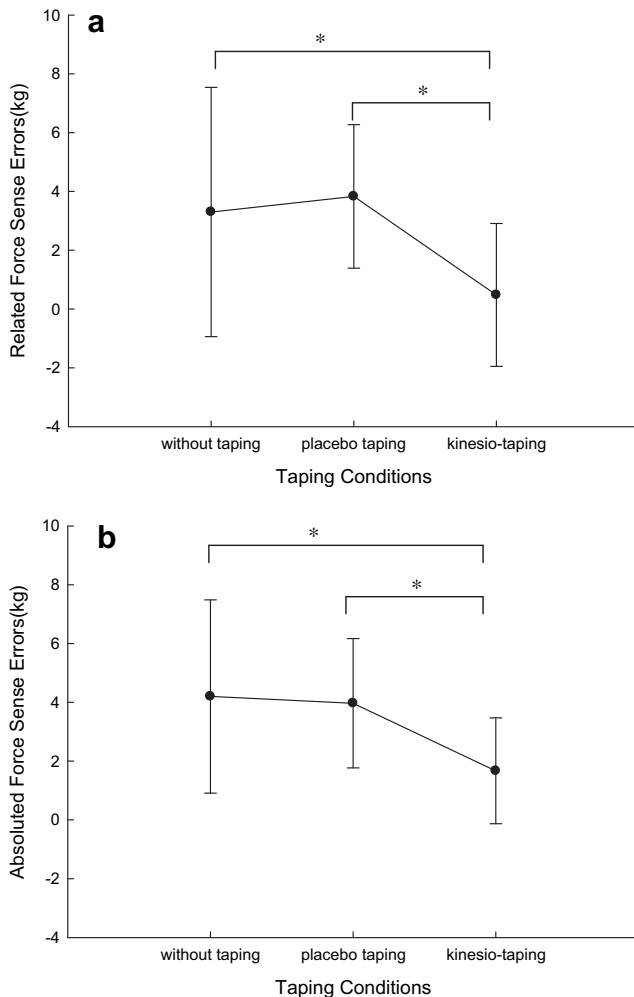 a
10
8
6
4
2
0
-2
-4
Related Force Sense Errors(kg)
*
*
without taping placebo taping kinesio-taping
Taping Conditions
b
10
8
6
4
2
0
-2
-4
Absoluted Force Sense Errors(kg)
*
*
without taping placebo taping kinesio-taping
Taping Conditions